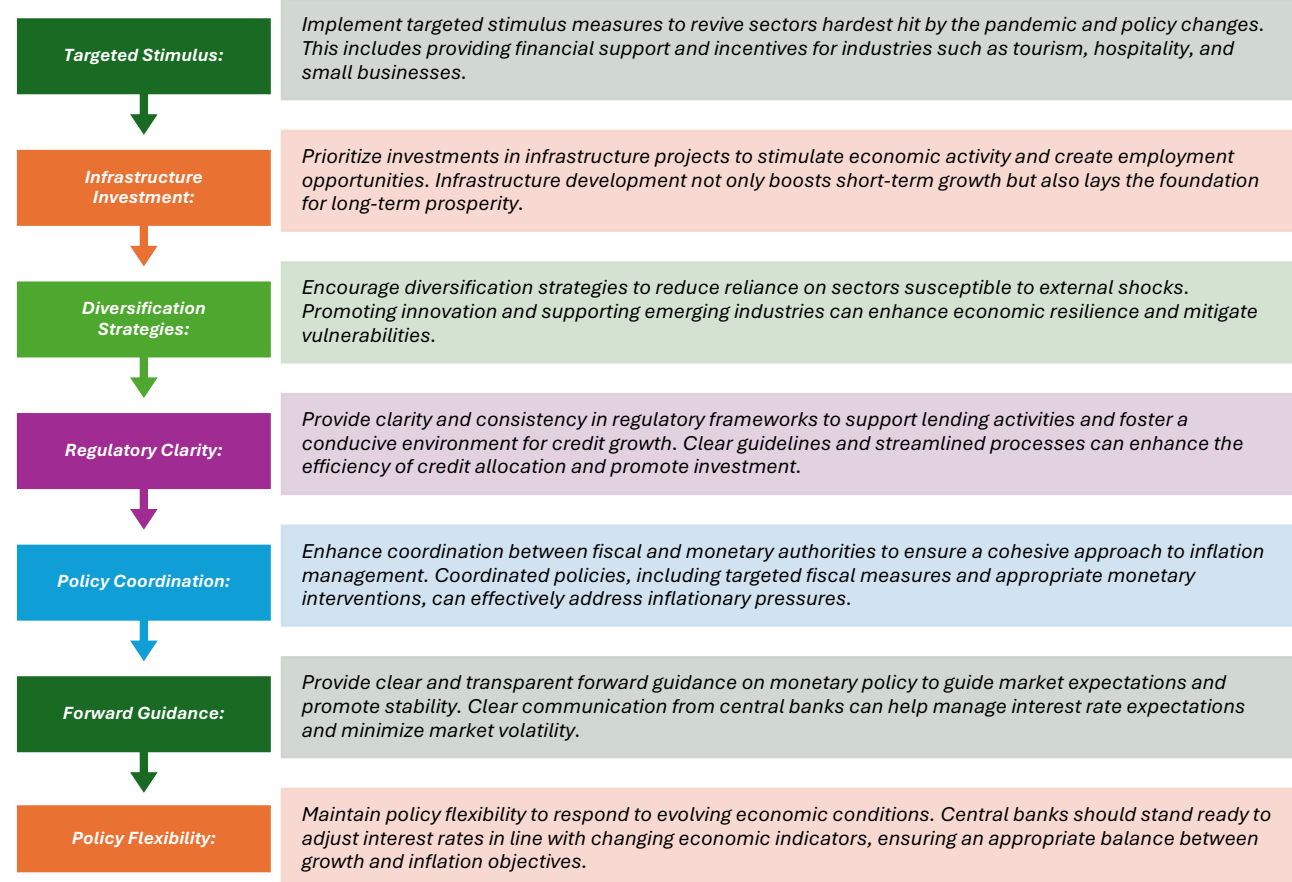 Targeted Stimulus:
Implement targeted stimulus measures to revive sectors hardest hit by the pandemic and policy changes.
This includes providing financial support and incentives for industries such as tourism, hospitality, and
small businesses.
Infrastructure
Investment:
Prioritize investments in infrastructure projects to stimulate economic activity and create employment
opportunities. Infrastructure development not only boosts short-term growth but also lays the foundation
for long-term prosperity.
Diversification
Strategies:
Encourage diversification strategies to reduce reliance on sectors susceptible to external shocks.
Promoting innovation and supporting emerging industries can enhance economic resilience and mitigate
vulnerabilities.
Regulatory Clarity:
Provide clarity and consistency in regulatory frameworks to support lending activities and foster a
conducive environment for credit growth. Clear guidelines and streamlined processes can enhance the
efficiency of credit allocation and promote investment.
Policy Coordination:
Enhance coordination between fiscal and monetary authorities to ensure a cohesive approach to inflation
management. Coordinated policies, including targeted fiscal measures and appropriate monetary
interventions, can effectively address inflationary pressures.
Forward Guidance:
Provide clear and transparent forward guidance on monetary policy to guide market expectations and
promote stability. Clear communication from central banks can help manage interest rate expectations
and minimize market volatility.
Policy Flexibility:
Maintain policy flexibility to respond to evolving economic conditions. Central banks should stand ready to
adjust interest rates in line with changing economic indicators, ensuring an appropriate balance between
growth and inflation objectives.